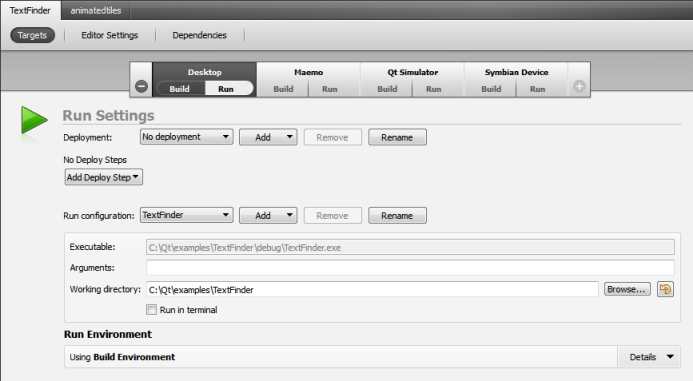 TextFinder animatedtiles
Targets Editor Settings Dependencies
Desktop Maemo Qt Simulator Symbian Device
Build Run Build Run Build Run Build Run
Run Settings
Deployment: No deployment Add Remove Rename
No Deploy Steps
Add Deploy Step
Run configuration: TextFinder Add Remove Rename
Executable: C:\Qt\examples\TextFinder\debug\TextFinder.exe
Arguments:
Working directory: C:\Qt\examples\TextFinder Browse...
Run in terminal
Run Environment
Using Build Environment Details